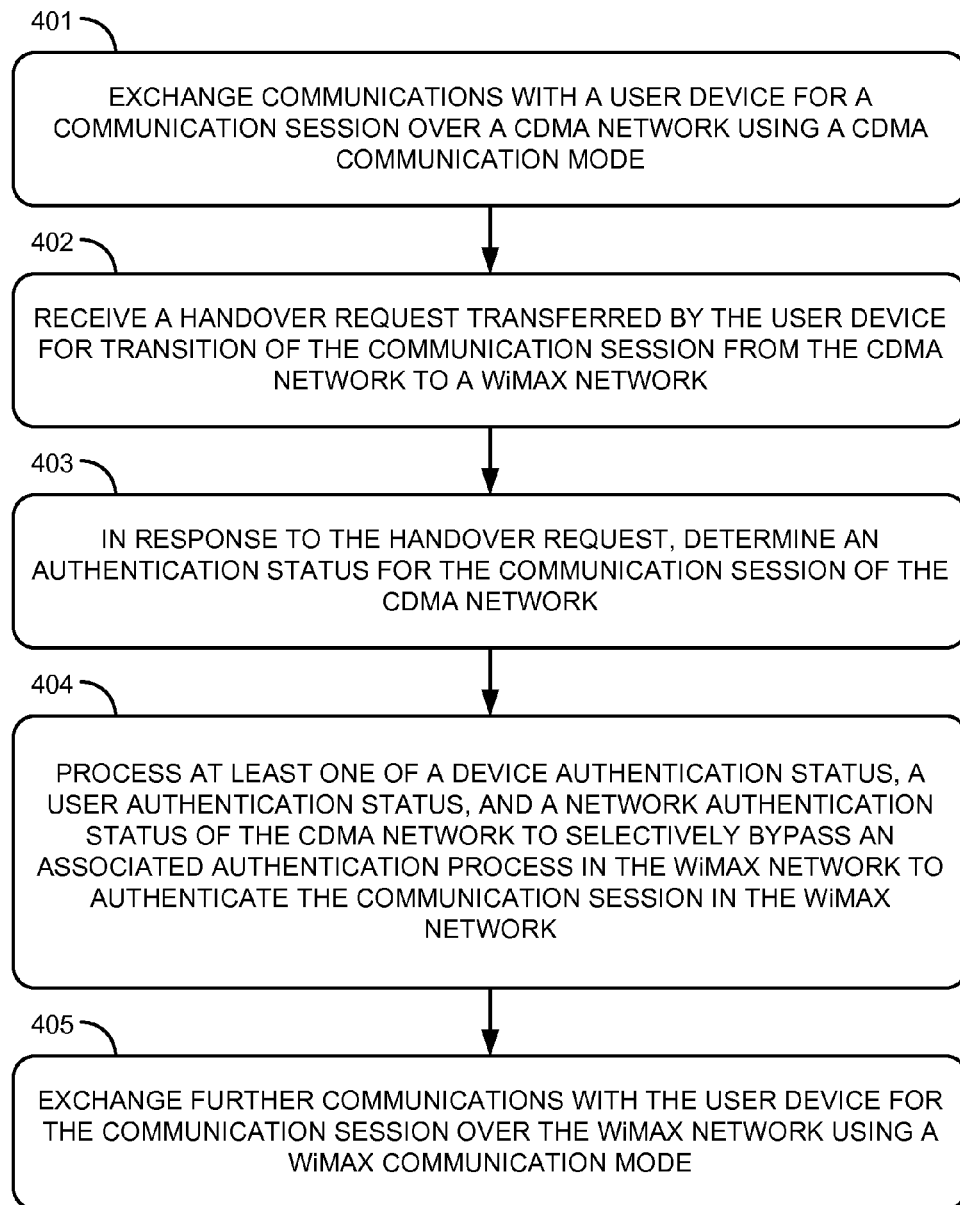 401
EXCHANGE COMMUNICATIONS WITH A USER DEVICE FOR A
COMMUNICATION SESSION OVER A CDMA NETWORK USING A CDMA
COMMUNICATION MODE
402
RECEIVE A HANDOVER REQUEST TRANSFERRED BY THE USER DEVICE
FOR TRANSITION OF THE COMMUNICATION SESSION FROM THE CDMA
NETWORK TO A WiMAX NETWORK
403
IN RESPONSE TO THE HANDOVER REQUEST, DETERMINE AN
AUTHENTICATION STATUS FOR THE COMMUNICATION SESSION OF THE
CDMA NETWORK
404
PROCESS AT LEAST ONE OF A DEVICE AUTHENTICATION STATUS, A
USER AUTHENTICATION STATUS, AND A NETWORK AUTHENTICATION
STATUS OF THE CDMA NETWORK TO SELECTIVELY BYPASS AN
ASSOCIATED AUTHENTICATION PROCESS IN THE WiMAX NETWORK TO
AUTHENTICATE THE COMMUNICATION SESSION IN THE WiMAX
NETWORK
405
EXCHANGE FURTHER COMMUNICATIONS WITH THE USER DEVICE FOR
THE COMMUNICATION SESSION OVER THE WiMAX NETWORK USING A
WiMAX COMMUNICATION MODE